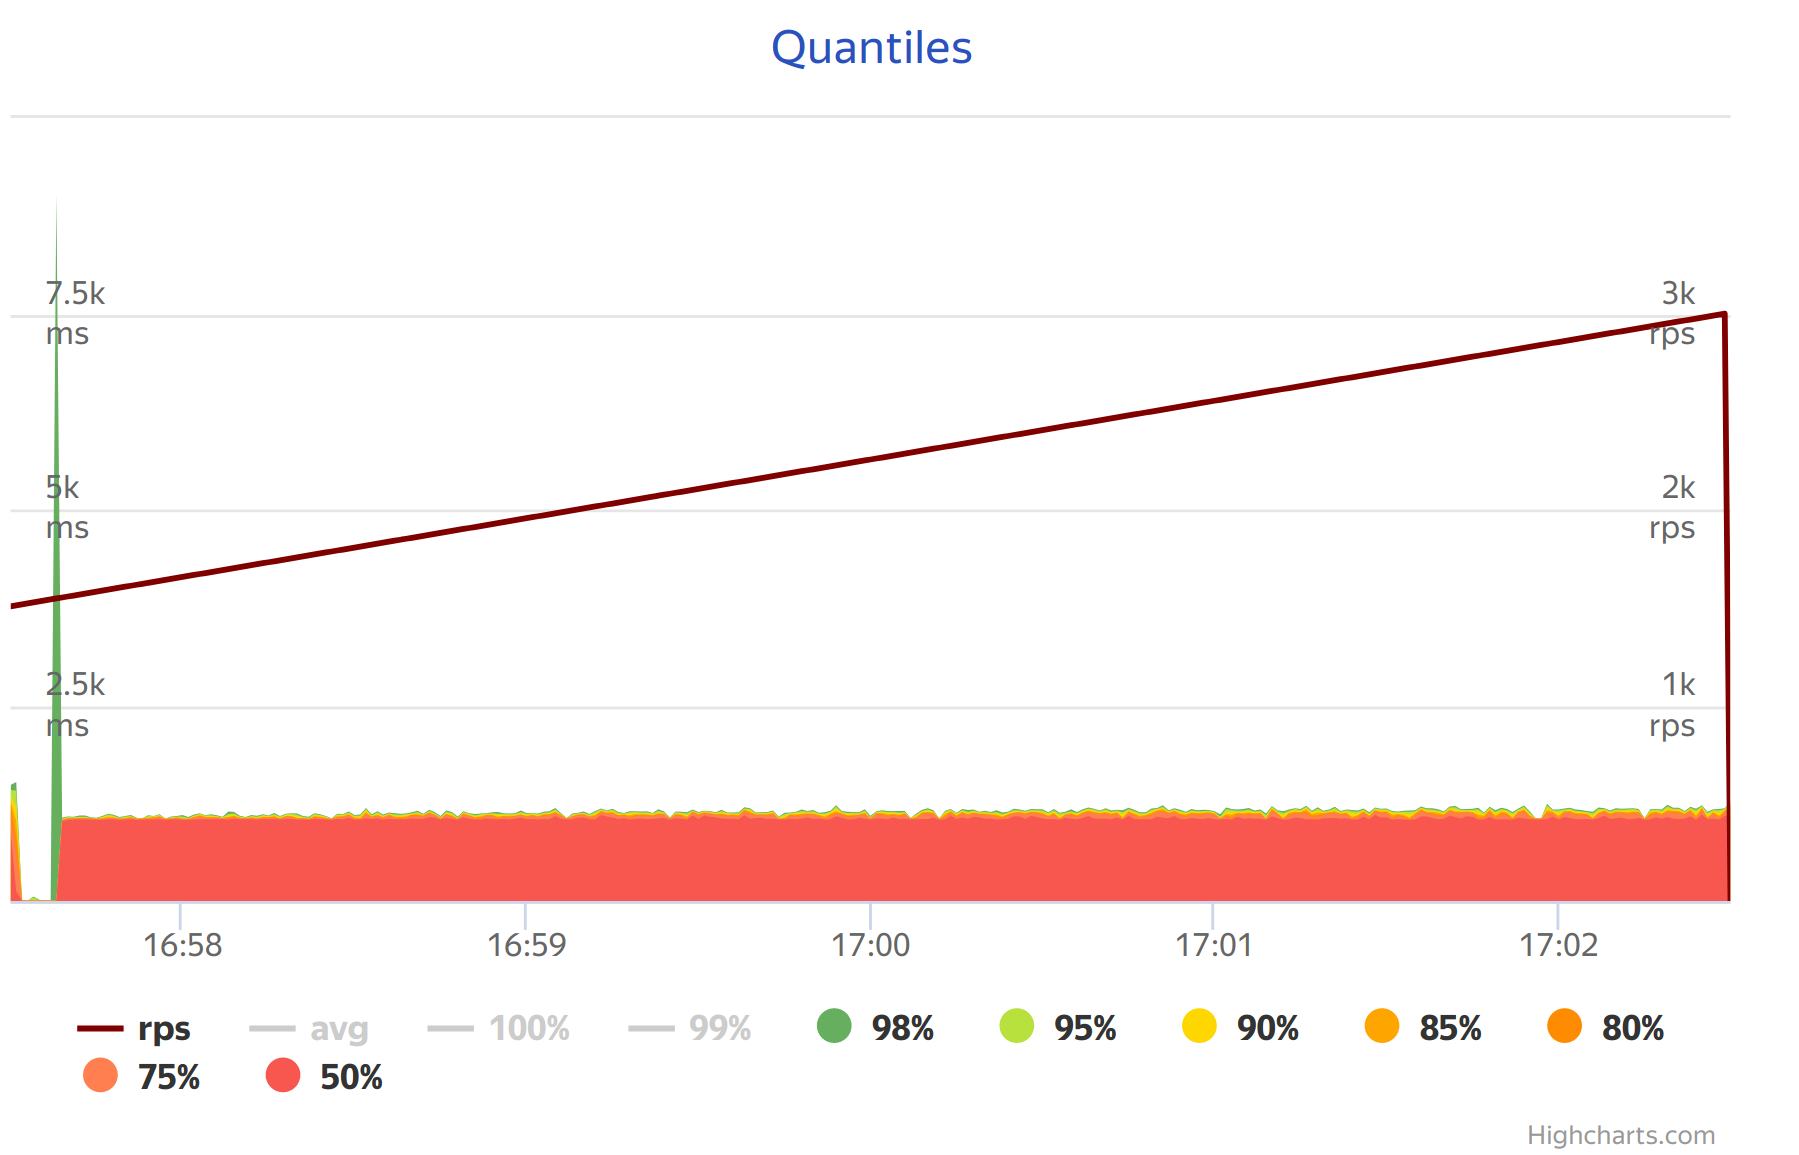 Quantiles
7.5k
ms
3k
rps
5k
ms
2k
rps
2.5k
ms
1k
rps
16:58 16:59 17:00 17:01 17:02
rps avg 100% 99% 98% 95% 90% 85% 80%
75% 50%
Highcharts.com